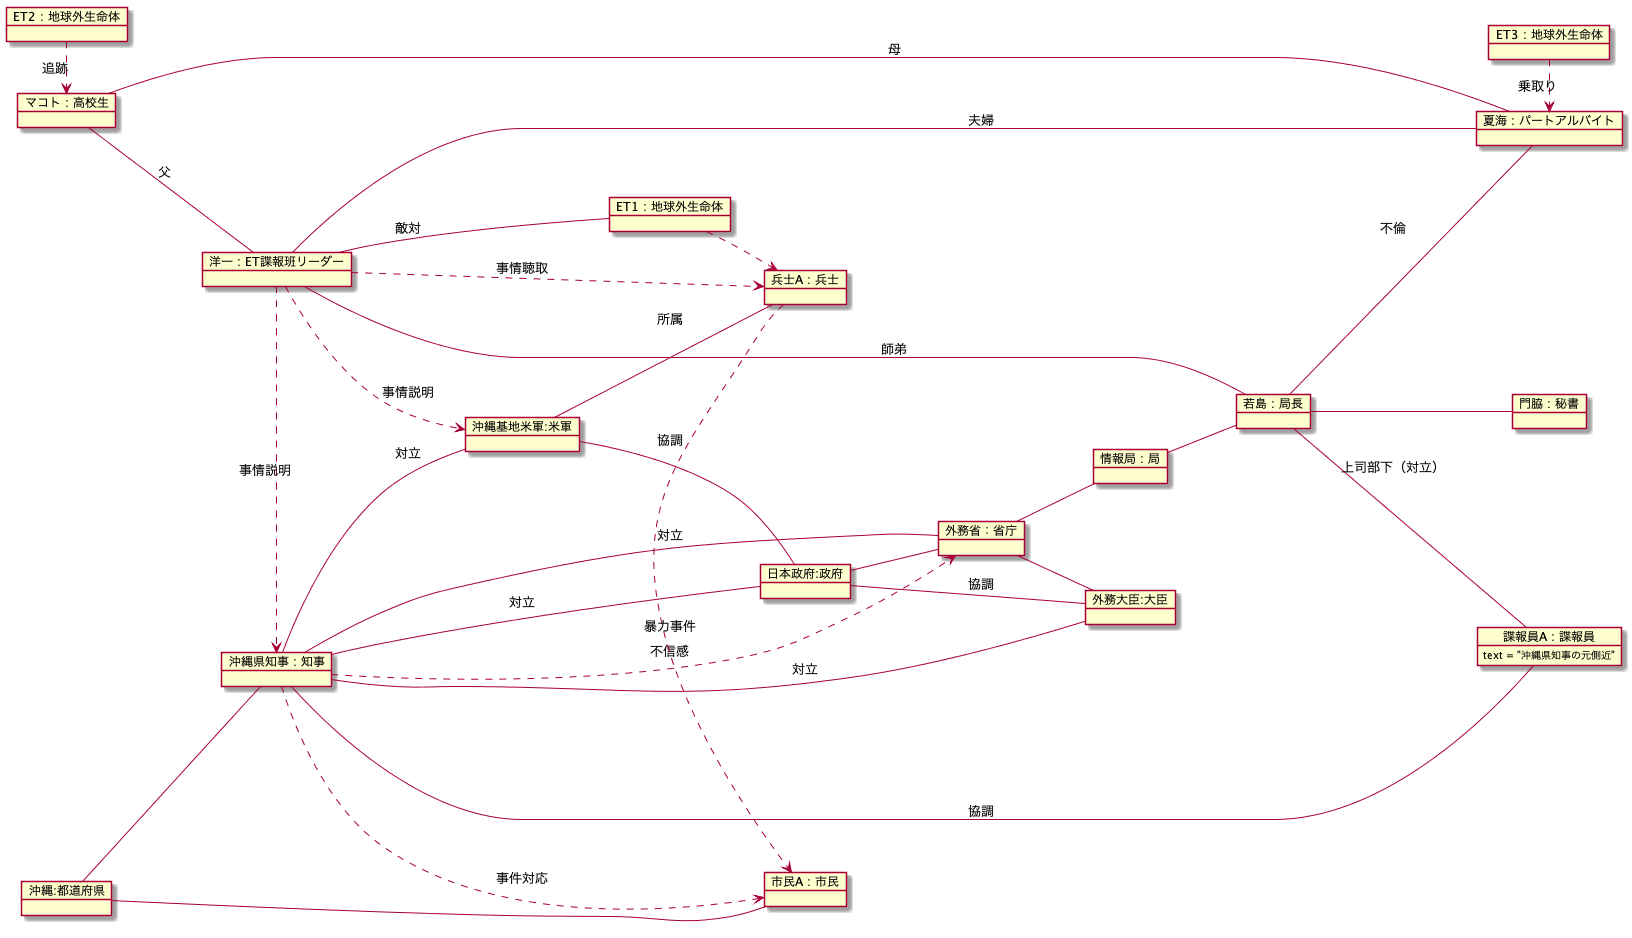 ET2：地球外生命体
ET3：地球外生命体
母
追跡
乗取り
マコト：高校生
夏海：パートアルバイト
夫婦
父
ET1：地球外生命体
敵対
不倫
洋一：ET諜報班リーダー
事情聴取
兵士A：兵士
所属
師弟
事情説明
若島：局長
門脇：秘書
沖縄基地米軍:米軍
協調
対立
情報局：局
上司部下（対立）
事情説明
外務省：省庁
対立
日本政府:政府
協調
外務大臣:大臣
対立
暴力事件
諜報員A：諜報員
text = "沖縄県知事の元側近"
不信感
沖縄県知事：知事
対立
協調
事件対応
市民A：市民
沖縄:都道府県